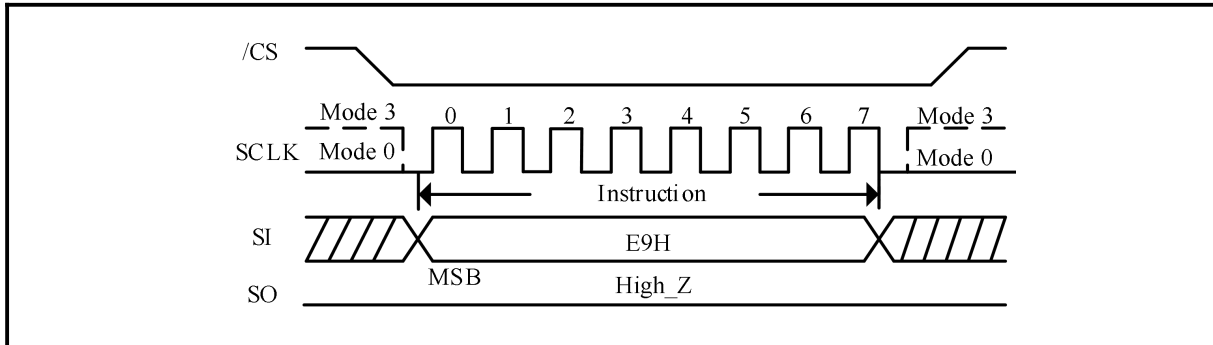 /CS
Mode 3 0 1 2 3 4 5 6 7 Mode 3
SCLK Mode 0 Mode 0
Instruction
SI E9H
MSB High_Z
SO